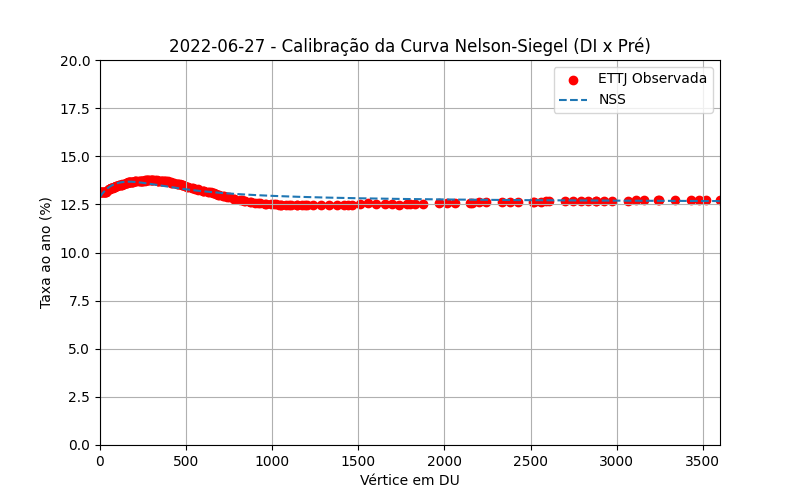 2022-06-27 - Calibração da Curva Nelson-Siegel (DI x Pré)
ETTJ Observada
NSS
Taxa ao ano (%)
20.0
17.5
15.0
12.5
10.0
7.5
5.0
2.5
0.0
0 500 1000 1500 2000 2500 3000 3500
Vértice em DU